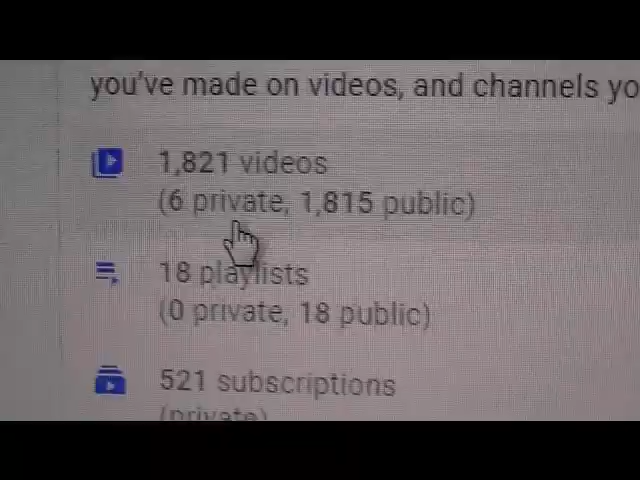 you've made on videos, and channels yo
1,821 videos
(6 private, 1,815 public)
18 playlists
(0 private, 18 public)
521 subscriptions
(private)